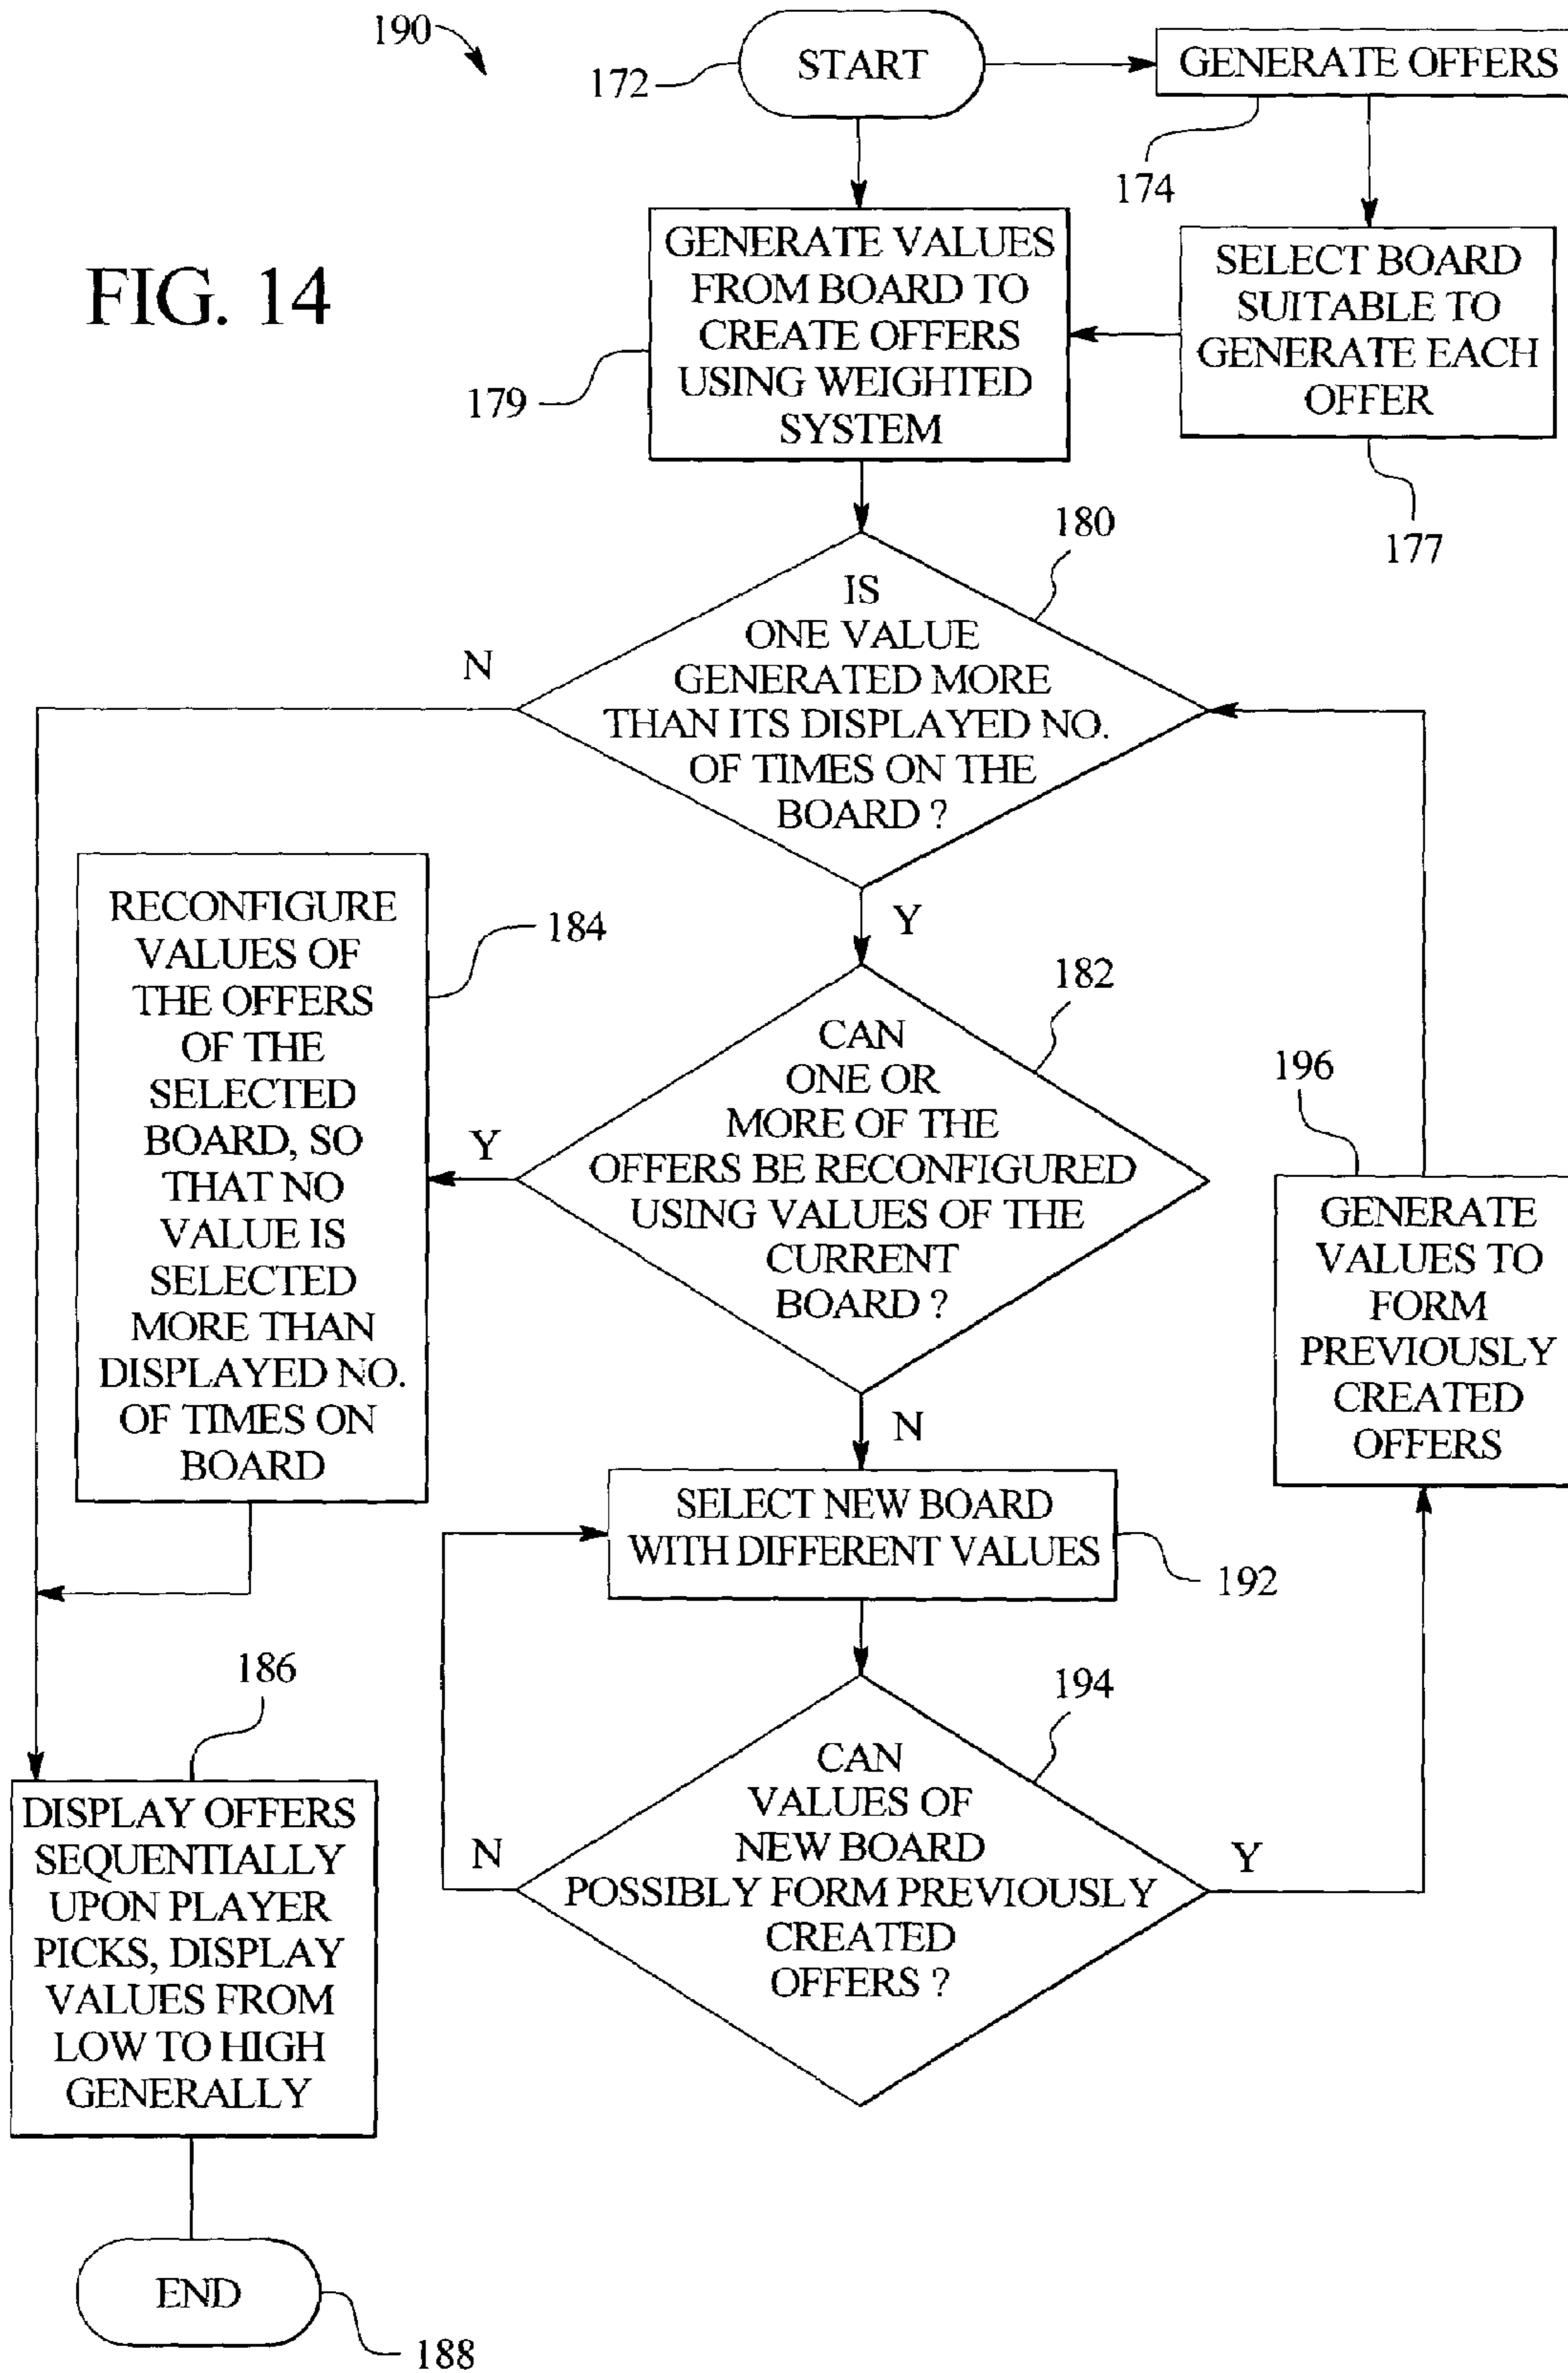 190
172
START
GENERATE OFFERS
174
FIG. 14
GENERATE VALUES
FROM BOARD TO
CREATE OFFERS
USING WEIGHTED
SYSTEM
179
SELECT BOARD
SUITABLE TO
GENERATE EACH
OFFER
177
180
IS
ONE VALUE
GENERATED MORE
THAN ITS DISPLAYED NO.
OF TIMES ON THE
BOARD ?
N
Y
RECONFIGURE
VALUES OF
THE OFFERS
OF THE
SELECTED
BOARD, SO
THAT NO
VALUE IS
SELECTED
MORE THAN
DISPLAYED NO.
OF TIMES ON
BOARD
184
182
CAN
ONE OR
MORE OF THE
OFFERS BE RECONFIGURED
USING VALUES OF THE
CURRENT
BOARD ?
Y
N
196
GENERATE
VALUES TO
FORM
PREVIOUSLY
CREATED
OFFERS
SELECT NEW BOARD
WITH DIFFERENT VALUES
192
194
CAN
VALUES OF
NEW BOARD
POSSIBLY FORM PREVIOUSLY
CREATED
OFFERS ?
N
Y
186
DISPLAY OFFERS
SEQUENTIALLY
UPON PLAYER
PICKS, DISPLAY
VALUES FROM
LOW TO HIGH
GENERALLY
END
188